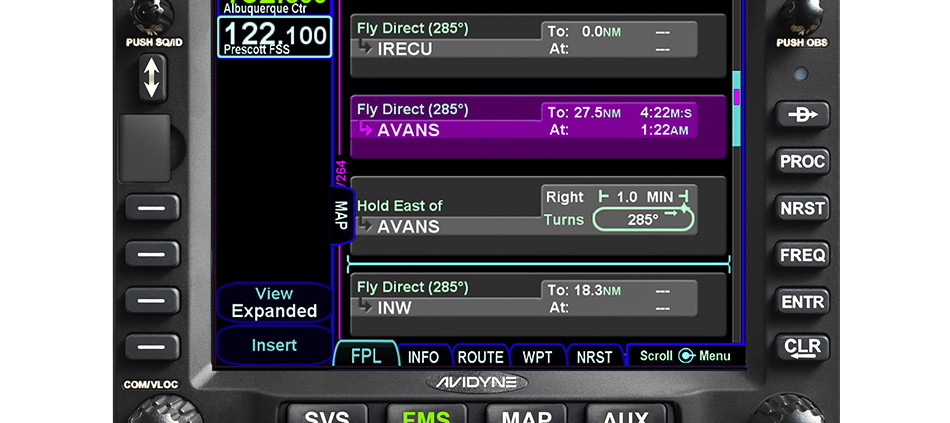 Albuquerque Ctr
122.100
Prescott FSS
PUSH SQ/ID
PUSH OBS
Fly Direct (285°) To: 0.0NM ---
IRECU At: ---
Fly Direct (285°) To: 27.5NM 4:22M:S
AVANS At: 1:22AM
V264
MAP
Hold East of Right 1.0 MIN
AVANS Turns 285°
Fly Direct (285°) To: 18.3NM ---
INW At: ---
View
Expanded
Insert
FPL INFO ROUTE WPT NRST Scroll Menu
D
PROC
NRST
FREQ
ENTR
CLR
COM/VLOC
AVIDYNE
SVS FMS MAP AUX